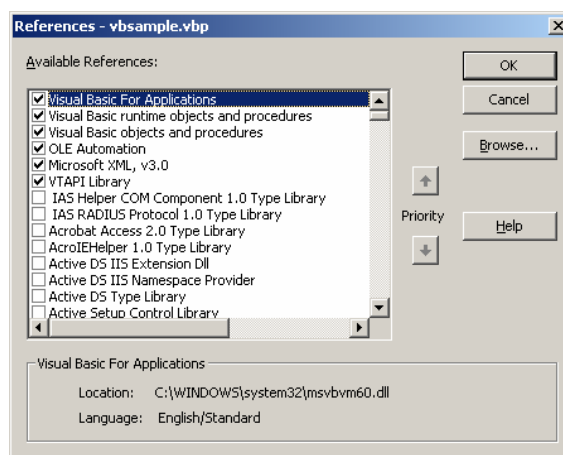 References - vbsample.vbp
Available References:
OK
Visual Basic For Applications
Cancel
Visual Basic runtime objects and procedures
Visual Basic objects and procedures
OLE Automation
Browse...
Microsoft XML, v3.0
VTAPI Library
IAS Helper COM Component 1.0 Type Library
IAS RADIUS Protocol 1.0 Type Library
Priority
Help
Acrobat Access 2.0 Type Library
AcroIEHelper 1.0 Type Library
Active DS IIS Extension Dll
Active DS IIS Namespace Provider
Active DS Type Library
Active Setup Control Library
Visual Basic For Applications
Location: C:\WINDOWS\system32\msvbvm60.dll
Language: English/Standard